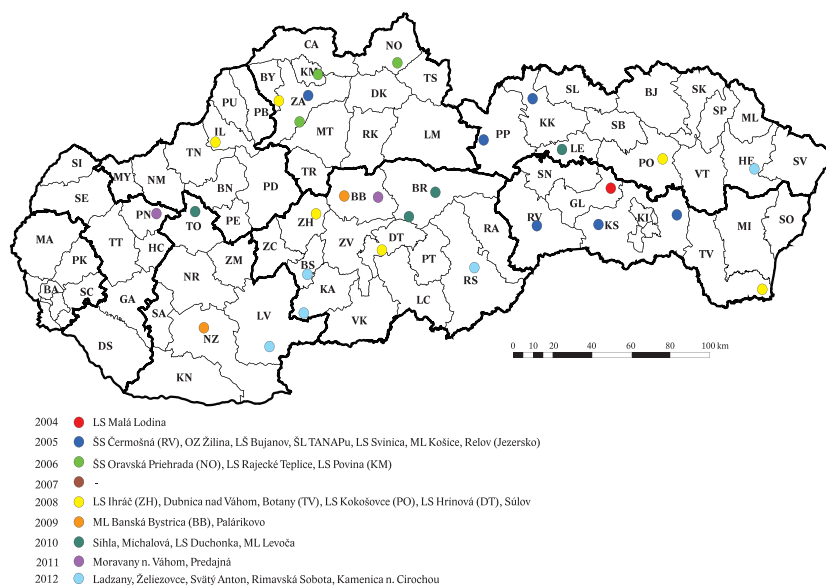 CA
NO
BY
KM
TS
PU
PB
ZA
DK
IL
MT
RK
LM
TN
TR
SI
MY
NM
BN
PD
SE
PE
PN
TO
MA
TT
HC
PK
BA
SC
GA
DS
NR
ZM
SA
NZ
KN
LV
ZH
ZC
BS
BB
BR
ZV
DT
KA
VK
PT
LC
RA
RS
PP
SL
KK
LE
SB
BJ
SK
SP
ML
PO
VT
HE
SV
SN
GL
RV
KS
KE
TV
MI
SO
0 10 20 40 60 80 100 km
2004 LS Malá Lodina
2005 ŠS Čermošná (RV), OZ Žilina, LŠ Bujanov, ŠL TANAPu, LS Svinica, ML Košice, Relov (Jezersko)
2006 ŠS Oravská Priehrada (NO), LS Rajecké Teplice, LS Povina (KM)
2007 -
2008 LS Ihráč (ZH), Dubnica nad Váhom, Botany (TV), LS Kokošovce (PO), LS Hrinová (DT), Súlov
2009 ML Banská Bystrica (BB), Palárikovo
2010 Sihla, Michalová, LS Duchonka, ML Levoča
2011 Moravany n. Váhom, Predajná
2012 Ladzany, Želiezovce, Svätý Anton, Rimavská Sobota, Kamenica n. Cirochou